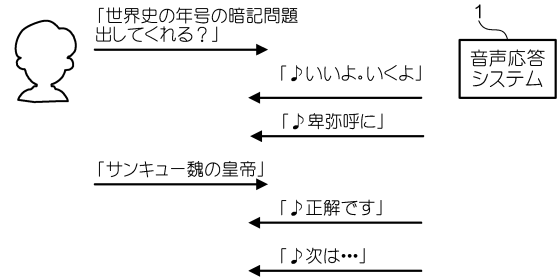 「世界史の年号の暗記問題
出してくれる？」
1
音声応答
システム
「♪いいよ。いくよ」
「♪卑弥呼に」
「サンキュー魏の皇帝」
「♪正解です」
「♪次は…」